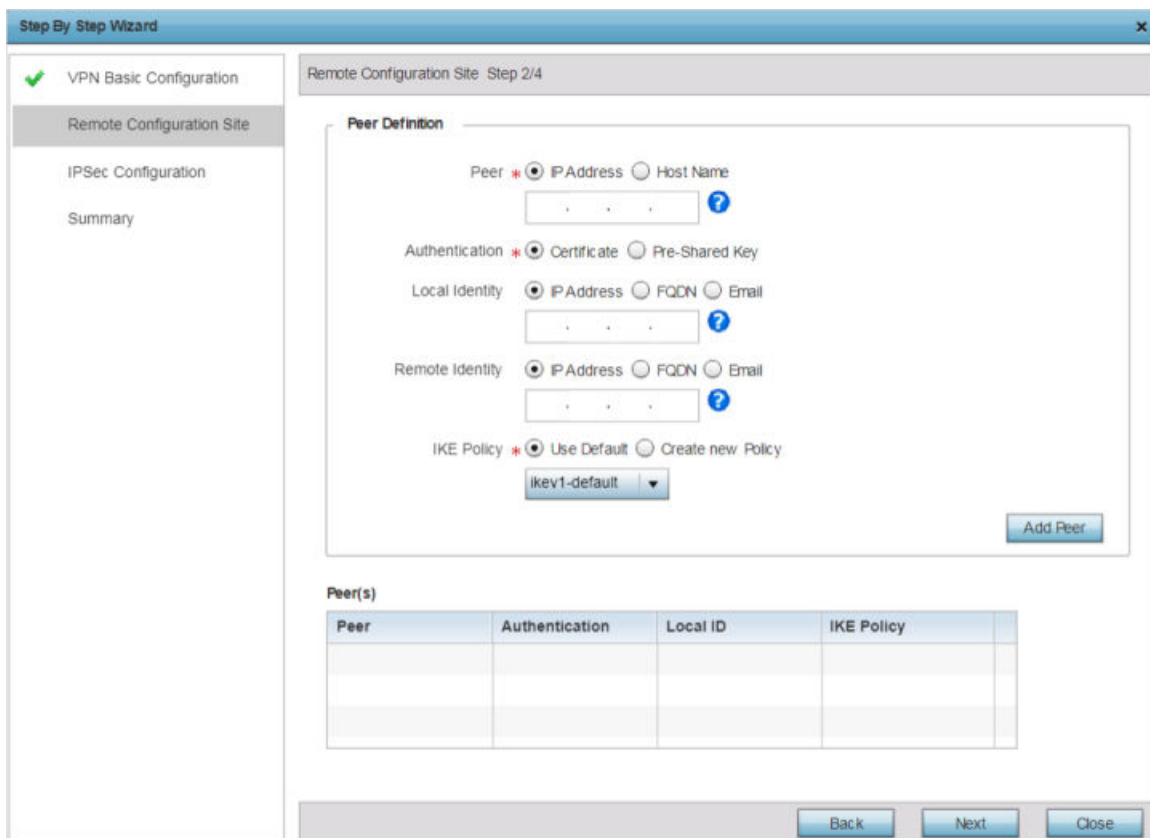 Step By Step Wizard
VPN Basic Configuration
Remote Configuration Site
IPSec Configuration
Summary
Remote Configuration Site Step 2/4
Peer Definition
Peer * IP Address Host Name
. . . ?
Authentication * Certificate Pre-Shared Key
Local Identity IP Address FQDN Email
. . . ?
Remote Identity IP Address FQDN Email
. . . ?
IKE Policy * Use Default Create new Policy
ikev1-default
Add Peer
Peer(s)
Peer Authentication Local ID IKE Policy
Back Next Close